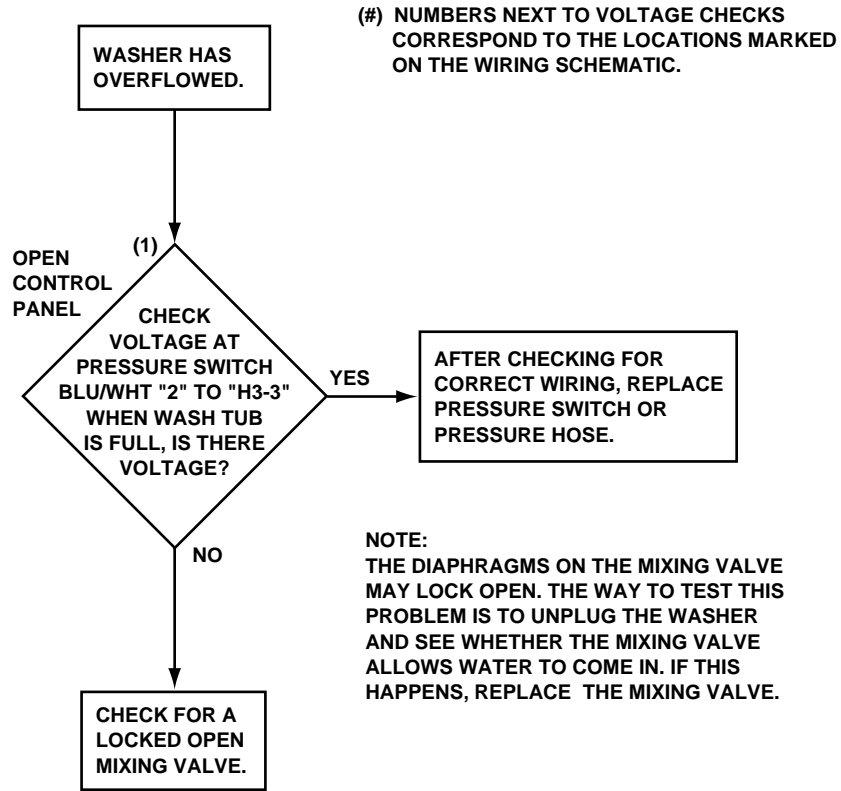 (#) NUMBERS NEXT TO VOLTAGE CHECKS
CORRESPOND TO THE LOCATIONS MARKED
ON THE WIRING SCHEMATIC.
WASHER HAS
OVERFLOWED.
(1)
OPEN
CONTROL
PANEL
CHECK
VOLTAGE AT
PRESSURE SWITCH
BLU/WHT "2" TO "H3-3"
WHEN WASH TUB
IS FULL, IS THERE
VOLTAGE?
YES
AFTER CHECKING FOR
CORRECT WIRING, REPLACE
PRESSURE SWITCH OR
PRESSURE HOSE.
NO
NOTE:
THE DIAPHRAGMS ON THE MIXING VALVE
MAY LOCK OPEN. THE WAY TO TEST THIS
PROBLEM IS TO UNPLUG THE WASHER
AND SEE WHETHER THE MIXING VALVE
ALLOWS WATER TO COME IN. IF THIS
HAPPENS, REPLACE  THE MIXING VALVE.
CHECK FOR A
LOCKED OPEN
MIXING VALVE.